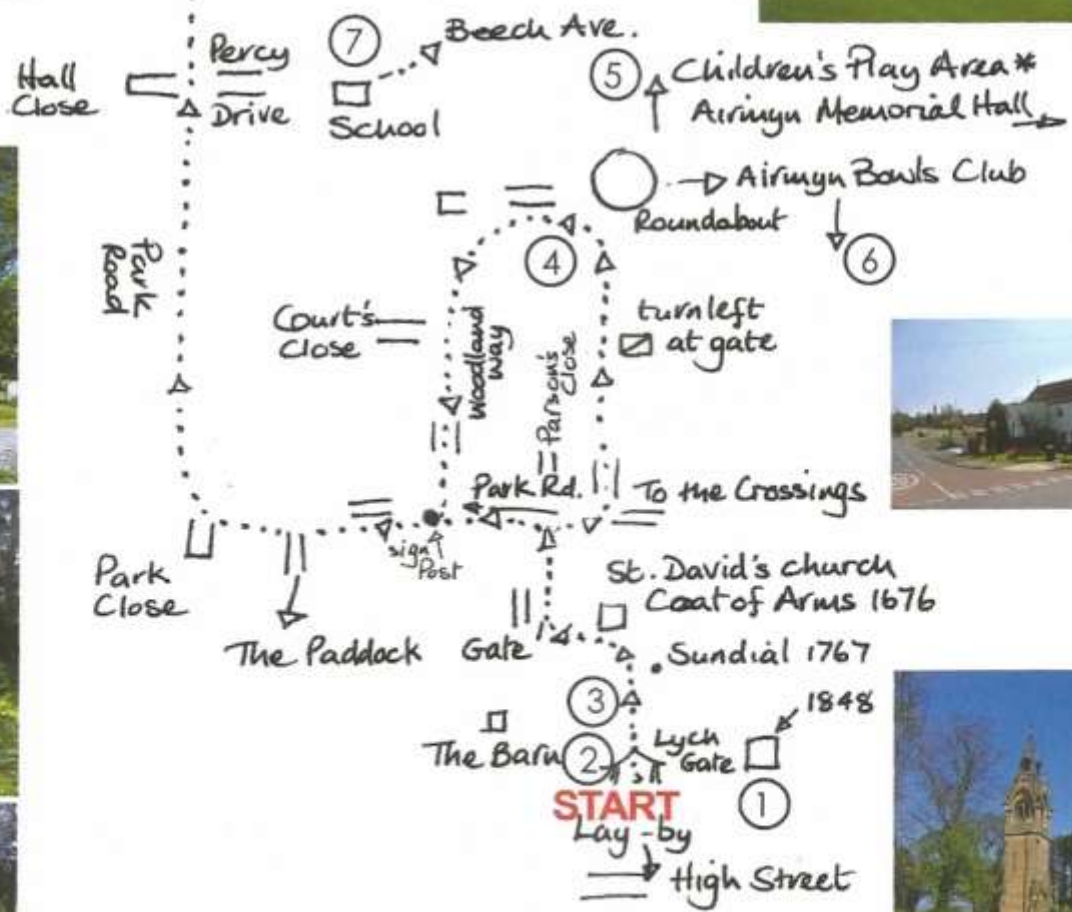 7
Beech Ave.
Percy
Drive
Hall
Close
School
5
Children's Play Area*
Airmyn Memorial Hall
Airmyn Bowls Club
Roundabout
6
4
Park
Road
Court's
Close
Woodland
Way
Parson's
Close
turn left
at gate
Park Rd.
To the Crossings
sign
Post
Park
Close
The Paddock
Gate
St. David's church
Coat of Arms 1676
Sundial 1767
3
1848
The Barn
2
Lych
Gate
1
START
Lay-by
High Street